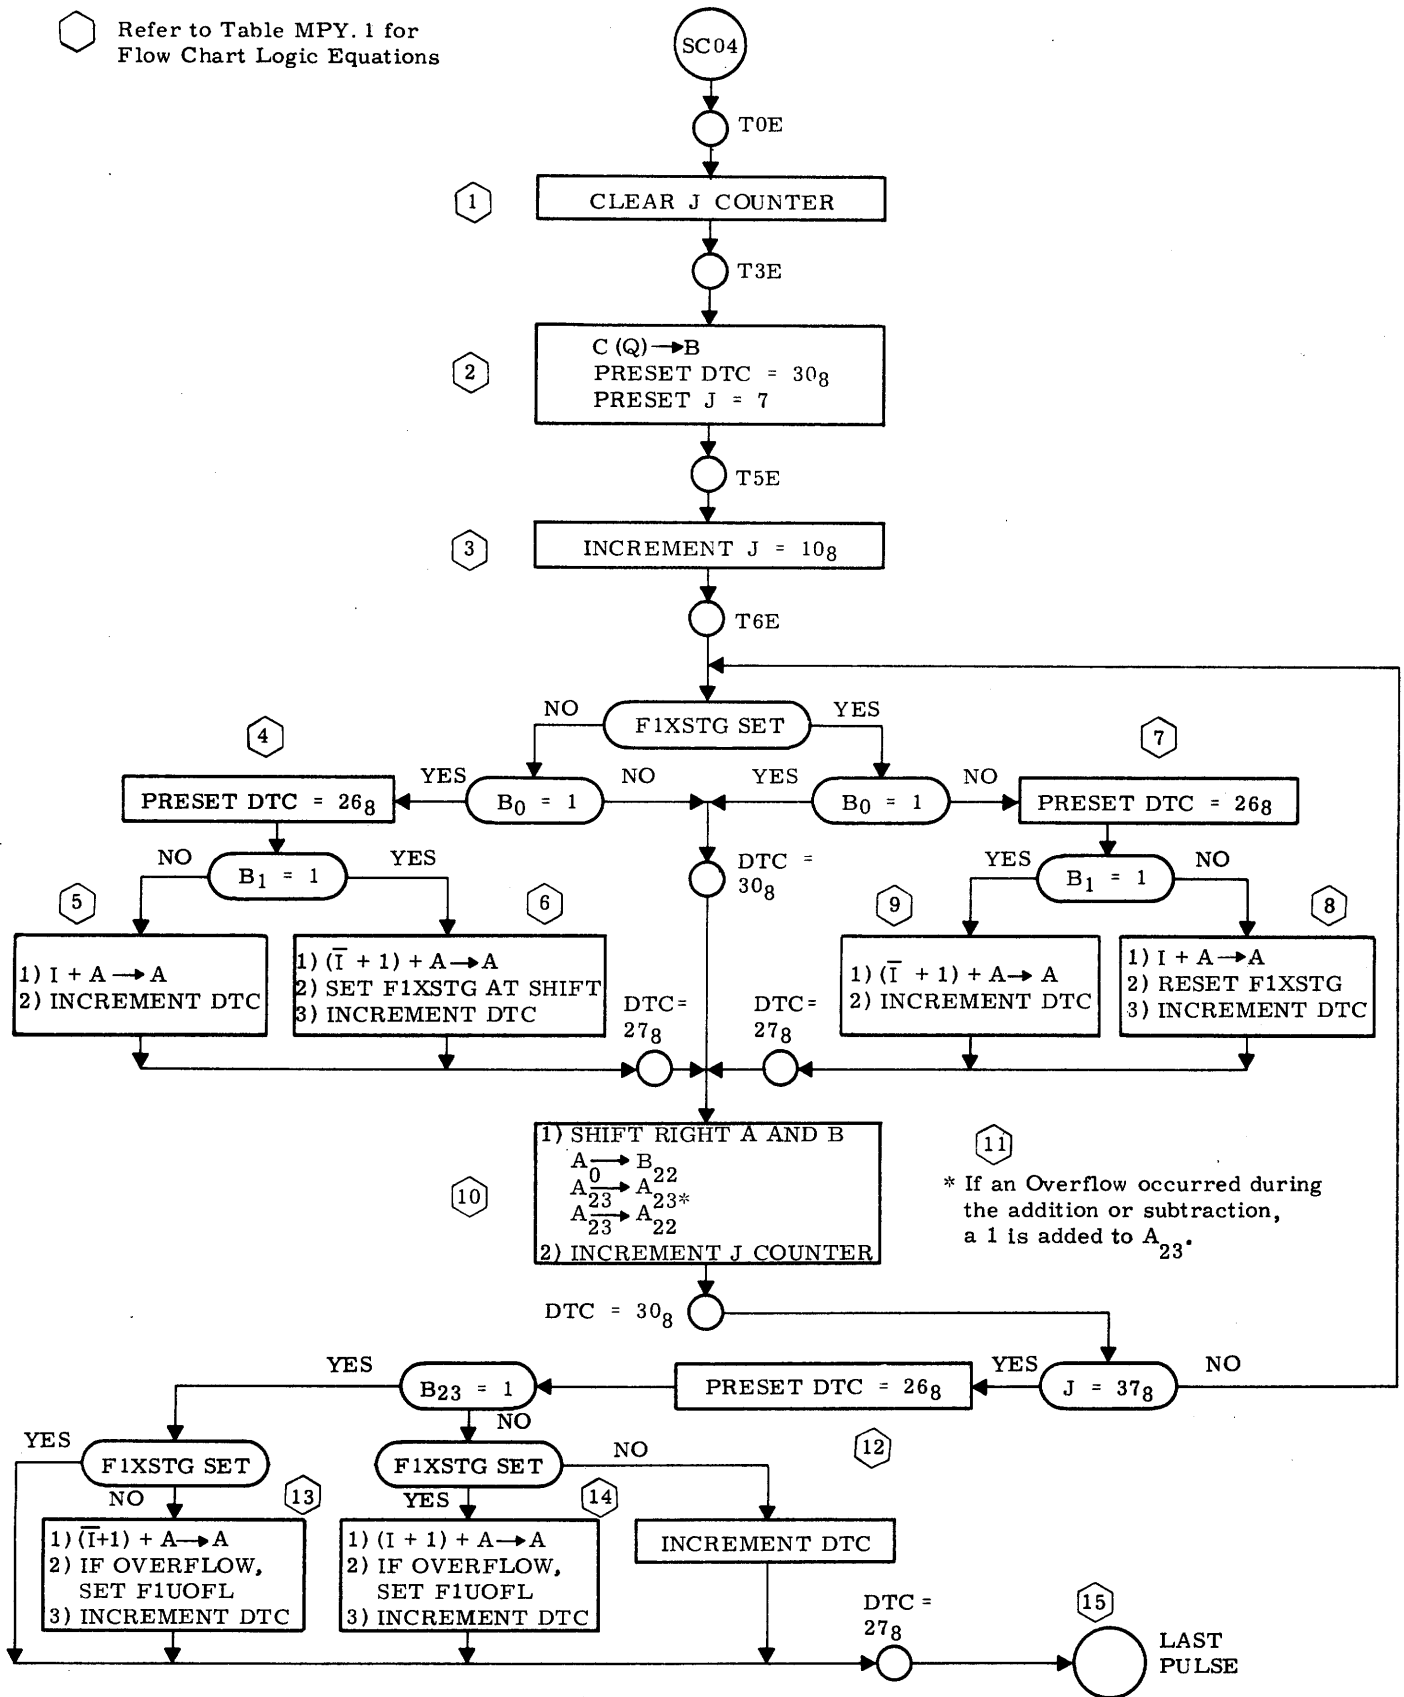 Refer to Table MPY. 1 for
Flow Chart Logic Equations
SC04
T0E
1
CLEAR J COUNTER
T3E
2
C (Q)→B
PRESET DTC = 30₈
PRESET J = 7
T5E
3
INCREMENT J = 10₈
T6E
NO
F1XSTG SET
YES
4
7
PRESET DTC = 26₈
YES
B₀ = 1
NO
YES
B₀ = 1
NO
PRESET DTC = 26₈
NO
B₁ = 1
YES
DTC =
30₈
YES
B₁ = 1
NO
5
6
9
8
1) I + A → A
2) INCREMENT DTC
1) (I̅ + 1) + A → A
2) SET F1XSTG AT SHIFT
3) INCREMENT DTC
DTC=
27₈
DTC=
27₈
1) (I̅ + 1) + A → A
2) INCREMENT DTC
1) I + A → A
2) RESET F1XSTG
3) INCREMENT DTC
10
1) SHIFT RIGHT A AND B
A₀ → B₂₂
A₂₃ → A₂₃*
A₂₃ → A₂₂
2) INCREMENT J COUNTER
11
* If an Overflow occurred during
the addition or subtraction,
a 1 is added to A₂₃.
DTC = 30₈
YES
B₂₃ = 1
NO
PRESET DTC = 26₈
YES
J = 37₈
NO
12
YES
F1XSTG SET
NO
13
F1XSTG SET
YES
NO
14
1) (I̅+1) + A → A
2) IF OVERFLOW,
SET F1UOFL
3) INCREMENT DTC
1) (I + 1) + A → A
2) IF OVERFLOW,
SET F1UOFL
3) INCREMENT DTC
INCREMENT DTC
DTC =
27₈
15
LAST
PULSE